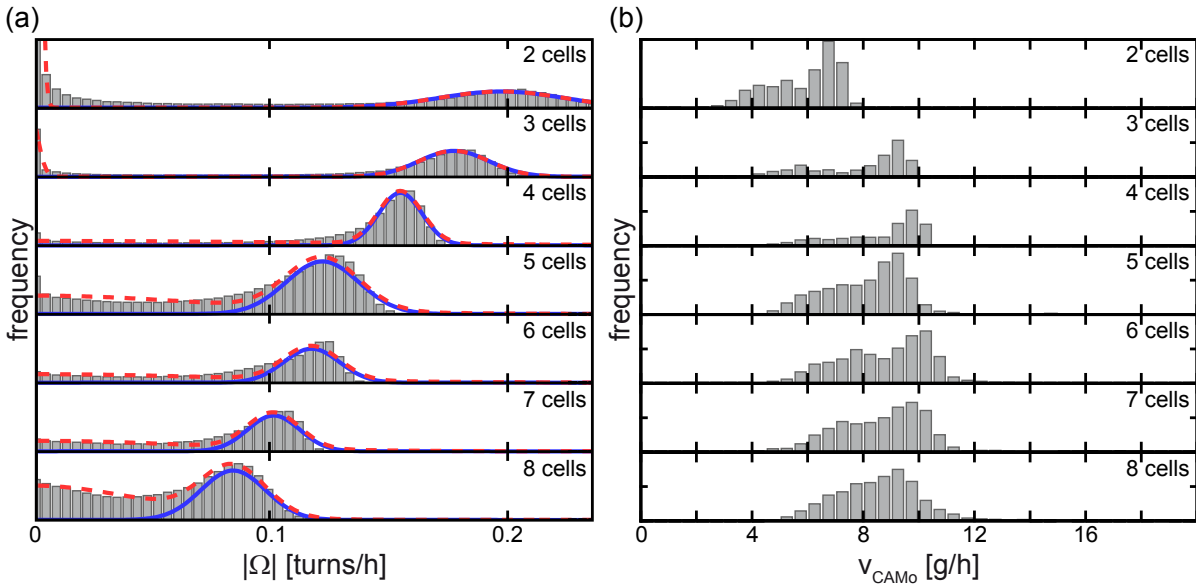 (a)
2 cells
3 cells
4 cells
5 cells
6 cells
7 cells
8 cells
frequency
0 0.1 0.2
|Ω| [turns/h]
(b)
2 cells
3 cells
4 cells
5 cells
6 cells
7 cells
8 cells
frequency
0 4 8 12 16
v_CAMo [g/h]